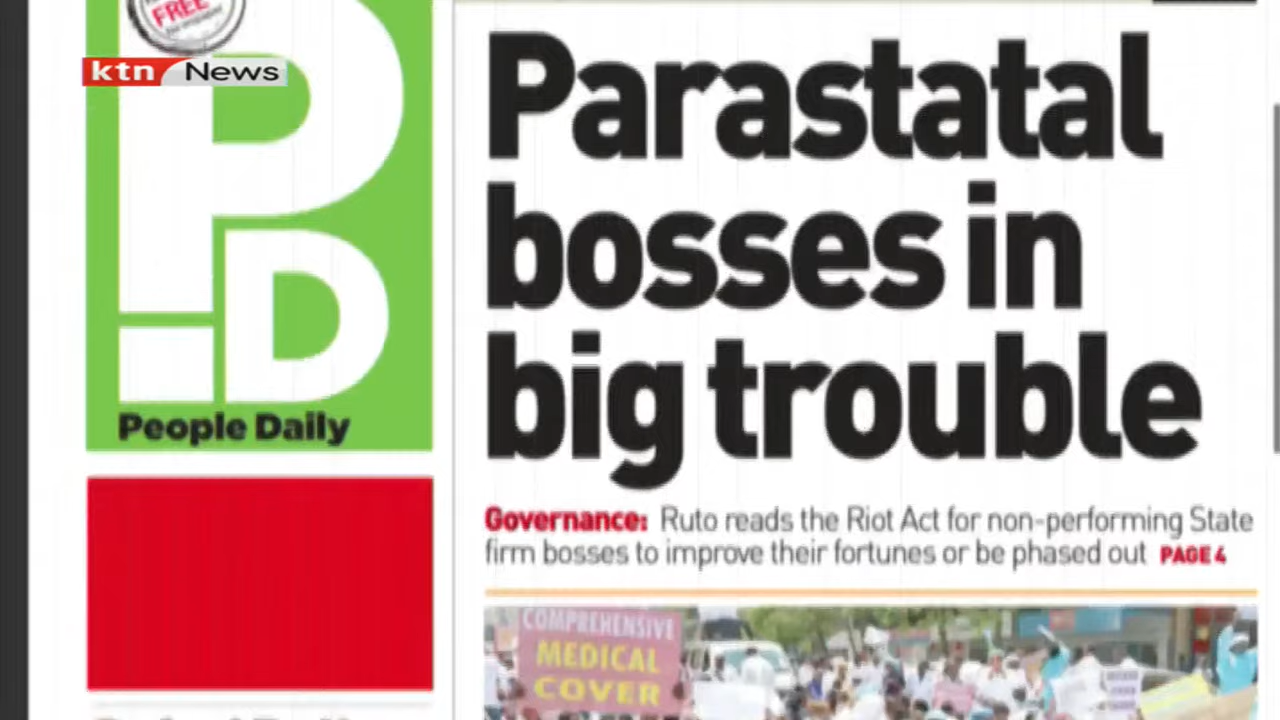 FREE
ktn News
People Daily
Parastatal
bosses in
big trouble
Governance: Ruto reads the Riot Act for non-performing State
firm bosses to improve their fortunes or be phased out PAGE 4
COMPREHENSIVE
MEDICAL
COVER